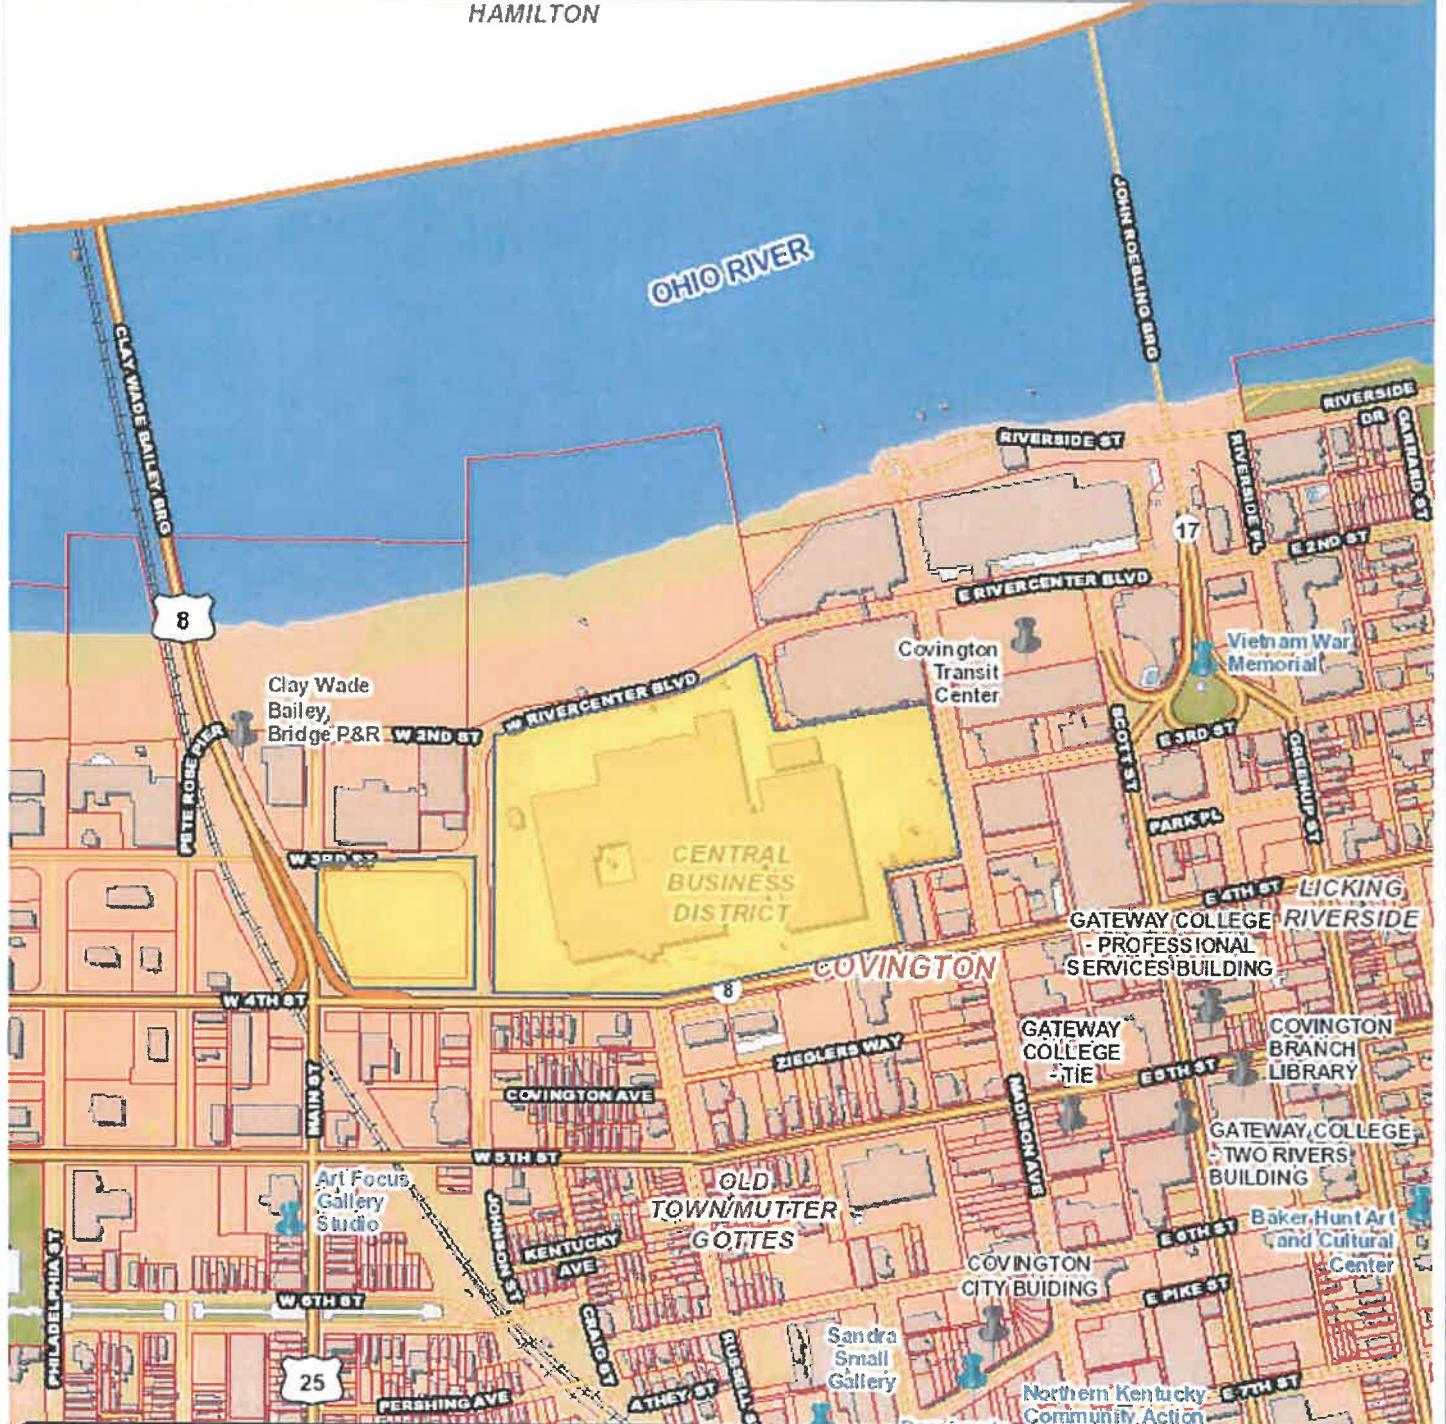 HAMILTON
OHIO RIVER
JOHN ROEBLING BRG
CLAY WADE BAILEY BRG
RIVERSIDE
DR
GARRARD ST
RIVERSIDE ST
RIVERSIDE PL
17
E 2ND ST
E RIVERCENTER BLVD
8
Covington
Transit
Center
Vietnam War
Memorial
Clay Wade
Bailey
Bridge P&R
W 2ND ST
W RIVERCENTER BLVD
PETE ROSE PIER
SCOTT ST
E 3RD ST
GREENUP ST
PARK PL
W 3RD ST
CENTRAL
BUSINESS
DISTRICT
E 4TH ST
LICKING
RIVERSIDE
GATEWAY COLLEGE
- PROFESSIONAL
SERVICES BUILDING
COVINGTON
8
W 4TH ST
ZIEGLERS WAY
GATEWAY
COLLEGE
- TIE
COVINGTON
BRANCH
LIBRARY
E 5TH ST
MAIN ST
COVINGTON AVE
MADISON AVE
GATEWAY COLLEGE
- TWO RIVERS
BUILDING
W 5TH ST
Art Focus
Gallery
Studio
OLD
TOWN/MUTTER
GOTTES
JOHNSON ST
KENTUCKY
AVE
Baker Hunt Art
and Cultural
Center
E 6TH ST
PHILADELPHIA ST
COVINGTON
CITY BUIDING
E PIKE ST
W 6TH ST
CRAIG ST
RUSSELL S
Sandra
Small
Gallery
25
PERSHING AVE
ATHEY ST
Northern Kentucky
Community Action
E 7TH ST